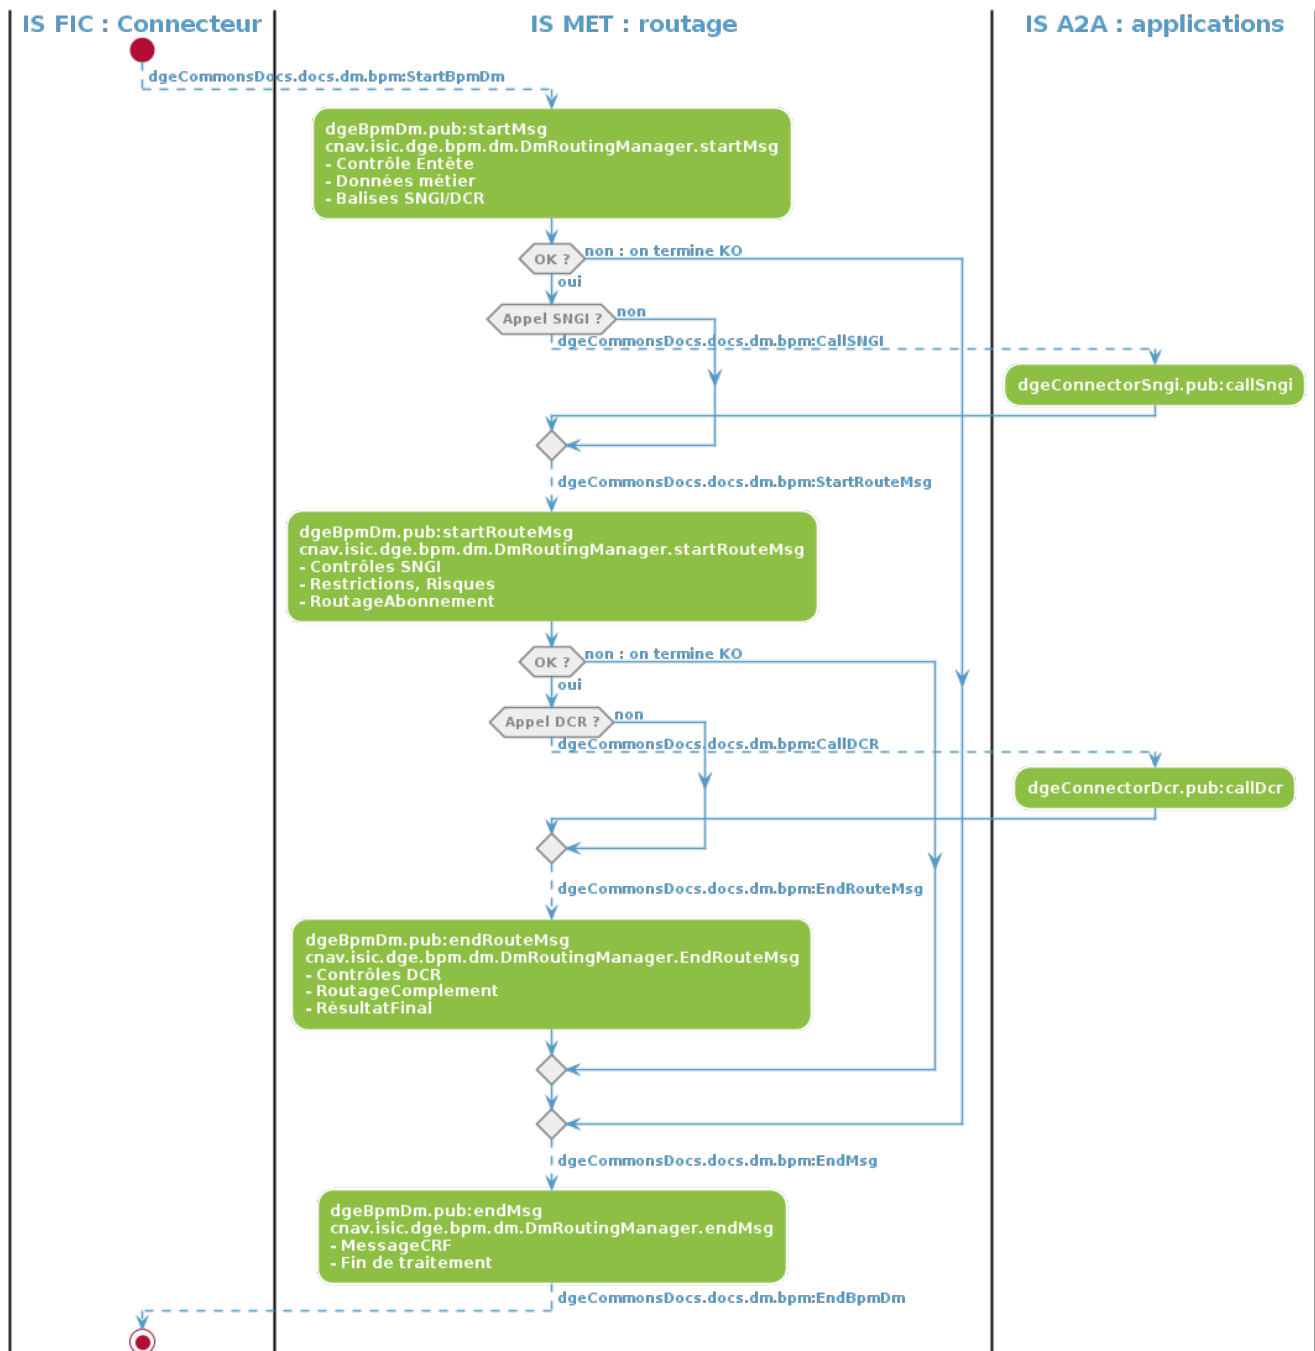 IS FIC : Connecteur
IS MET : routage
IS A2A : applications
dgeCommonsDocs.docs.dm.bpm:StartBpmDm
dgeBpmDm.pub:startMsg
cnav.isic.dge.bpm.dm.DmRoutingManager.startMsg
- Contrôle Entête
- Données métier
- Balises SNGI/DCR
OK ?
non : on termine KO
oui
Appel SNGI ?
non
dgeCommonsDocs.docs.dm.bpm:CallSNGI
dgeConnectorSngi.pub:callSngi
dgeCommonsDocs.docs.dm.bpm:StartRouteMsg
dgeBpmDm.pub:startRouteMsg
cnav.isic.dge.bpm.dm.DmRoutingManager.startRouteMsg
- Contrôles SNGI
- Restrictions, Risques
- RoutageAbonnement
OK ?
non : on termine KO
oui
Appel DCR ?
non
dgeCommonsDocs.docs.dm.bpm:CallDCR
dgeConnectorDcr.pub:callDcr
dgeCommonsDocs.docs.dm.bpm:EndRouteMsg
dgeBpmDm.pub:endRouteMsg
cnav.isic.dge.bpm.dm.DmRoutingManager.EndRouteMsg
- Contrôles DCR
- RoutageComplement
- RésultatFinal
dgeCommonsDocs.docs.dm.bpm:EndMsg
dgeBpmDm.pub:endMsg
cnav.isic.dge.bpm.dm.DmRoutingManager.endMsg
- MessageCRF
- Fin de traitement
dgeCommonsDocs.docs.dm.bpm:EndBpmDm